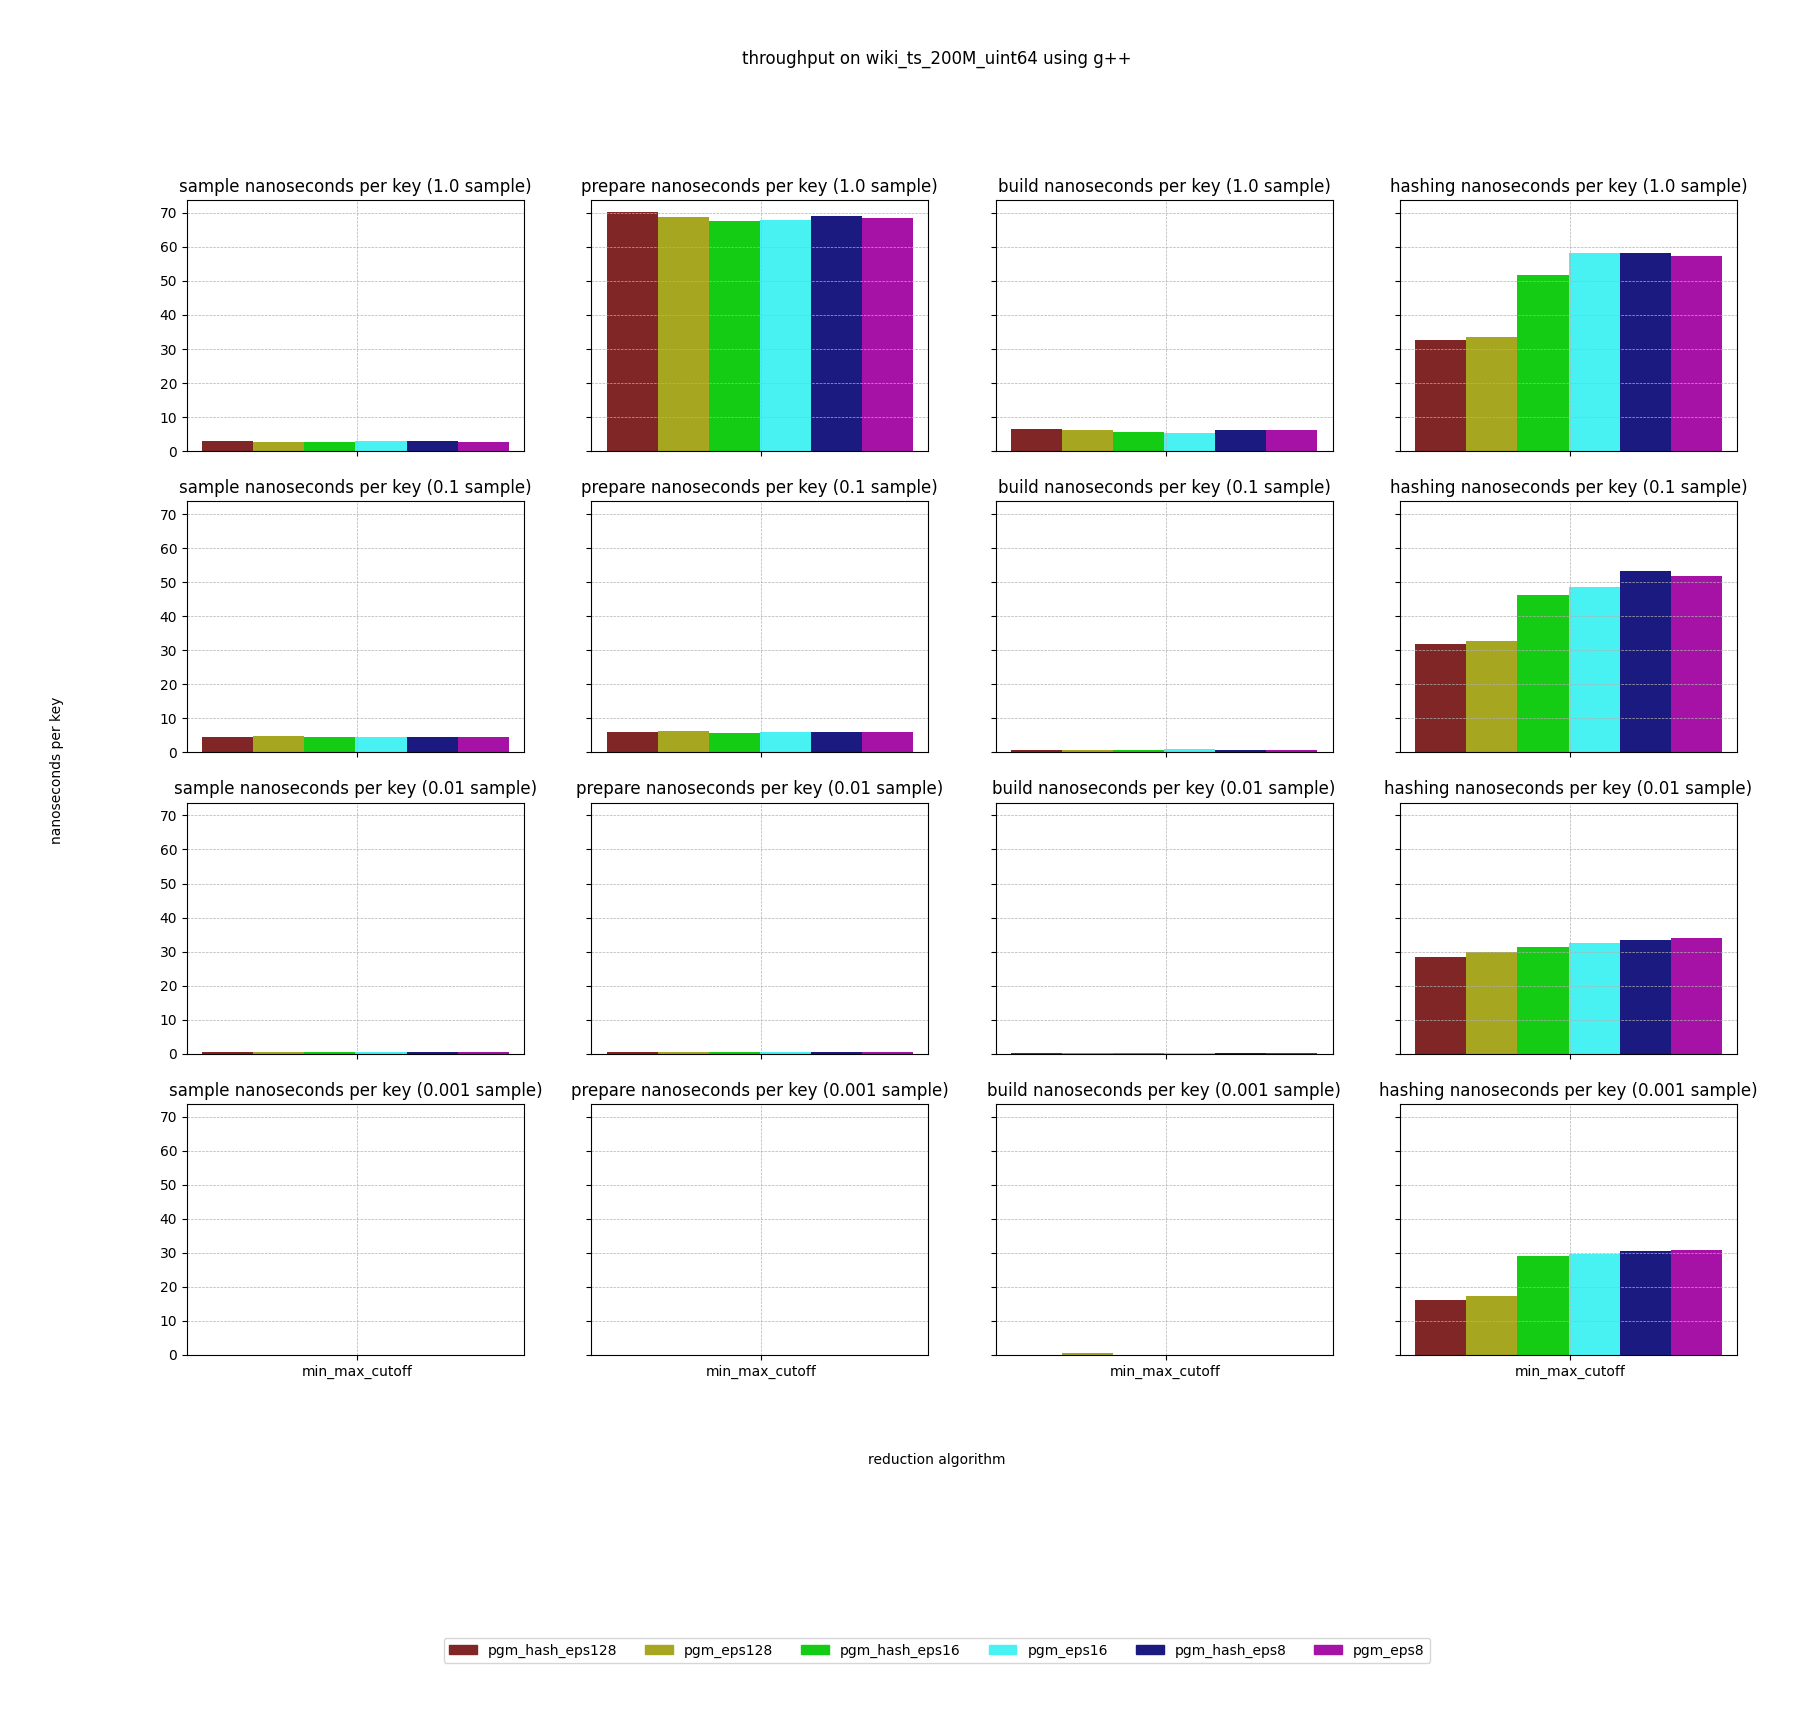 throughput on wiki_ts_200M_uint64 using g++
sample nanoseconds per key (1.0 sample)
prepare nanoseconds per key (1.0 sample)
build nanoseconds per key (1.0 sample)
hashing nanoseconds per key (1.0 sample)
70
60
50
40
30
20
10
0
sample nanoseconds per key (0.1 sample)
prepare nanoseconds per key (0.1 sample)
build nanoseconds per key (0.1 sample)
hashing nanoseconds per key (0.1 sample)
70
60
50
40
30
20
10
0
nanoseconds per key
sample nanoseconds per key (0.01 sample)
prepare nanoseconds per key (0.01 sample)
build nanoseconds per key (0.01 sample)
hashing nanoseconds per key (0.01 sample)
70
60
50
40
30
20
10
0
sample nanoseconds per key (0.001 sample)
prepare nanoseconds per key (0.001 sample)
build nanoseconds per key (0.001 sample)
hashing nanoseconds per key (0.001 sample)
70
60
50
40
30
20
10
0
min_max_cutoff
min_max_cutoff
min_max_cutoff
min_max_cutoff
reduction algorithm
pgm_hash_eps128
pgm_eps128
pgm_hash_eps16
pgm_eps16
pgm_hash_eps8
pgm_eps8